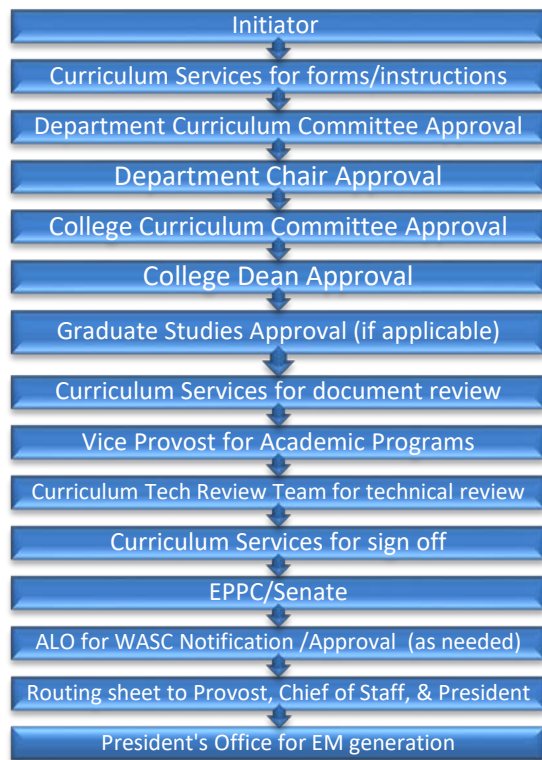 Initiator
Curriculum Services for forms/instructions
Department Curriculum Committee Approval
Department Chair Approval
College Curriculum Committee Approval
College Dean Approval
Graduate Studies Approval (if applicable)
Curriculum Services for document review
Vice Provost for Academic Programs
Curriculum Tech Review Team for technical review
Curriculum Services for sign off
EPPC/Senate
ALO for WASC Notification /Approval (as needed)
Routing sheet to Provost, Chief of Staff, & President
President's Office for EM generation